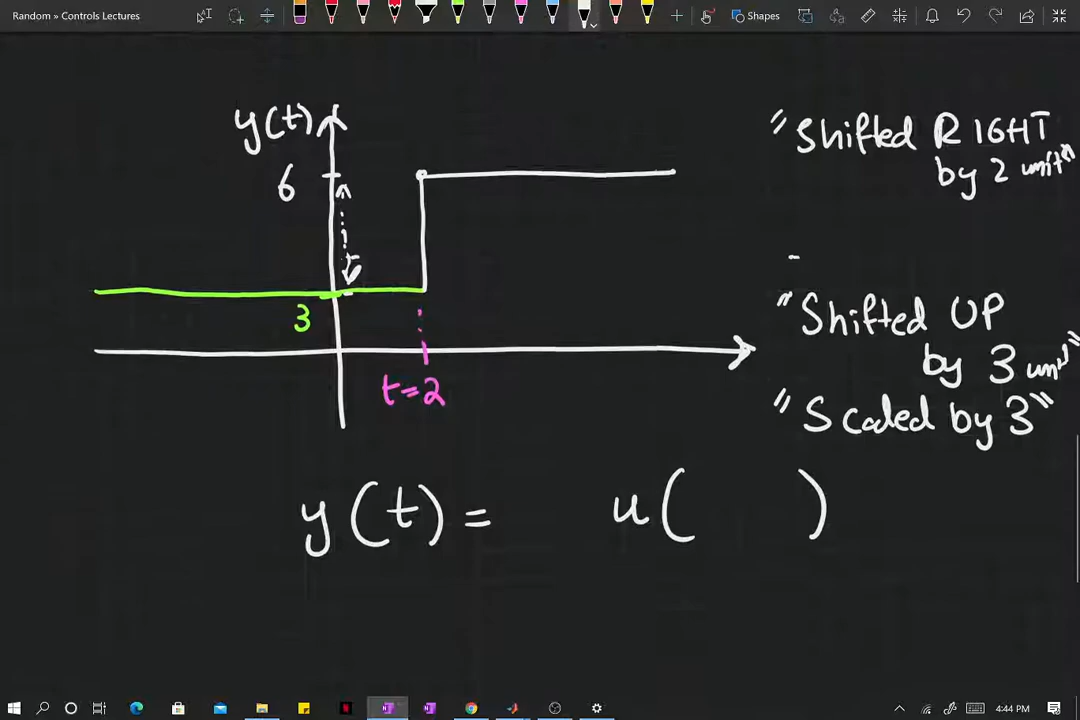 Random » Controls Lectures
Shapes
y(t)
6
3
t=2
"Shifted RIGHT
by 2 unit"
"Shifted UP
by 3 unit"
"Scaled by 3"
y(t)= u( )
4:44 PM